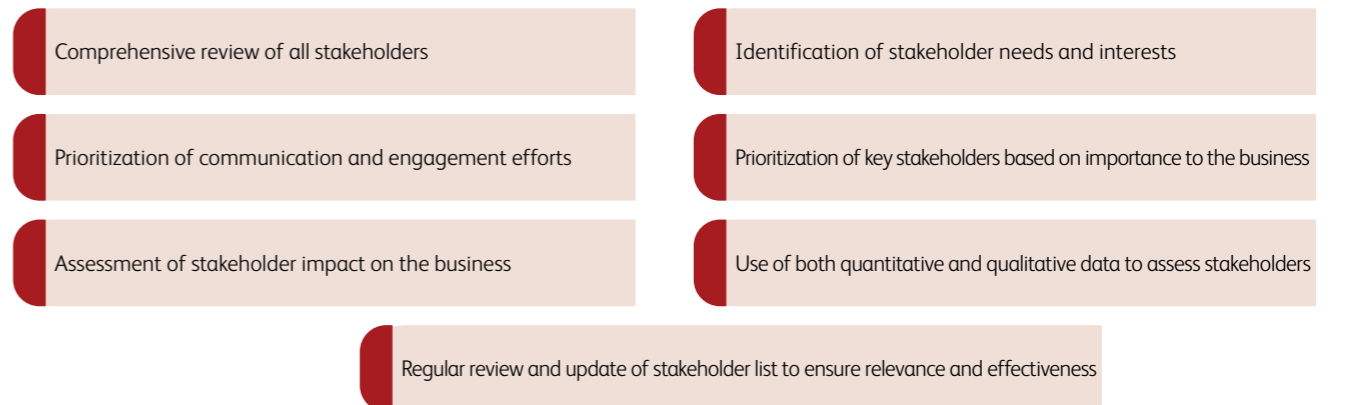 Comprehensive review of all stakeholders
Identification of stakeholder needs and interests
Prioritization of communication and engagement efforts
Prioritization of key stakeholders based on importance to the business
Assessment of stakeholder impact on the business
Use of both quantitative and qualitative data to assess stakeholders
Regular review and update of stakeholder list to ensure relevance and effectiveness